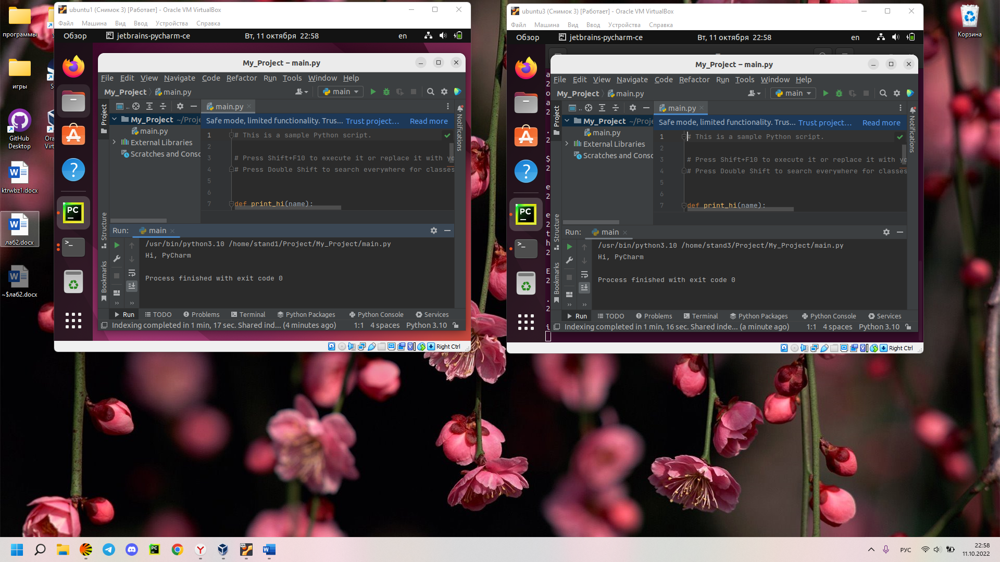 программы
игры
GitHub
Desktop
ktrwbz1.docx
лаб2.docx
~$лаб2.docx
Корзина
ubuntu1 (Снимок 3) [Работает] - Oracle VM VirtualBox
Файл Машина Вид Ввод Устройства Справка
Обзор jetbrains-pycharm-ce Вт, 11 октября 22:58 en
My_Project – main.py
File Edit View Navigate Code Refactor Run Tools Window Help
My_Project main.py main
Project
main.py
Notifications
My_Project ~/Proje
main.py
External Libraries
Scratches and Consc
Safe mode, limited functionality. Trus... Trust project... Read more
1 # This is a sample Python script.
2
3 # Press Shift+F10 to execute it or replace it with yo
4 # Press Double Shift to search everywhere for classes
5
6
7 def print_hi(name):
Structure
Bookmarks
Run: main
/usr/bin/python3.10 /home/stand1/Project/My_Project/main.py
Hi, PyCharm
Process finished with exit code 0
Run TODO Problems Terminal Python Packages Python Console Services
Indexing completed in 1 min, 17 sec. Shared ind... (4 minutes ago) 1:1 4 spaces Python 3.10
Right Ctrl
ubuntu3 (Снимок 3) [Работает] - Oracle VM VirtualBox
Файл Машина Вид Ввод Устройства Справка
Обзор jetbrains-pycharm-ce Вт, 11 октября 22:58 en
My_Project – main.py
File Edit View Navigate Code Refactor Run Tools Window Help
My_Project main.py main
Project
main.py
Notifications
My_Project ~/Proje
main.py
External Libraries
Scratches and Consc
Safe mode, limited functionality. Trus... Trust project... Read more
1 # This is a sample Python script.
2
3 # Press Shift+F10 to execute it or replace it with yo
4 # Press Double Shift to search everywhere for classes
5
6
7 def print_hi(name):
Structure
Bookmarks
Run: main
/usr/bin/python3.10 /home/stand3/Project/My_Project/main.py
Hi, PyCharm
Process finished with exit code 0
Run TODO Problems Terminal Python Packages Python Console Services
Indexing completed in 1 min, 16 sec. Shared inde... (a minute ago) 1:1 4 spaces Python 3.10
Right Ctrl
РУС
22:58
11.10.2022